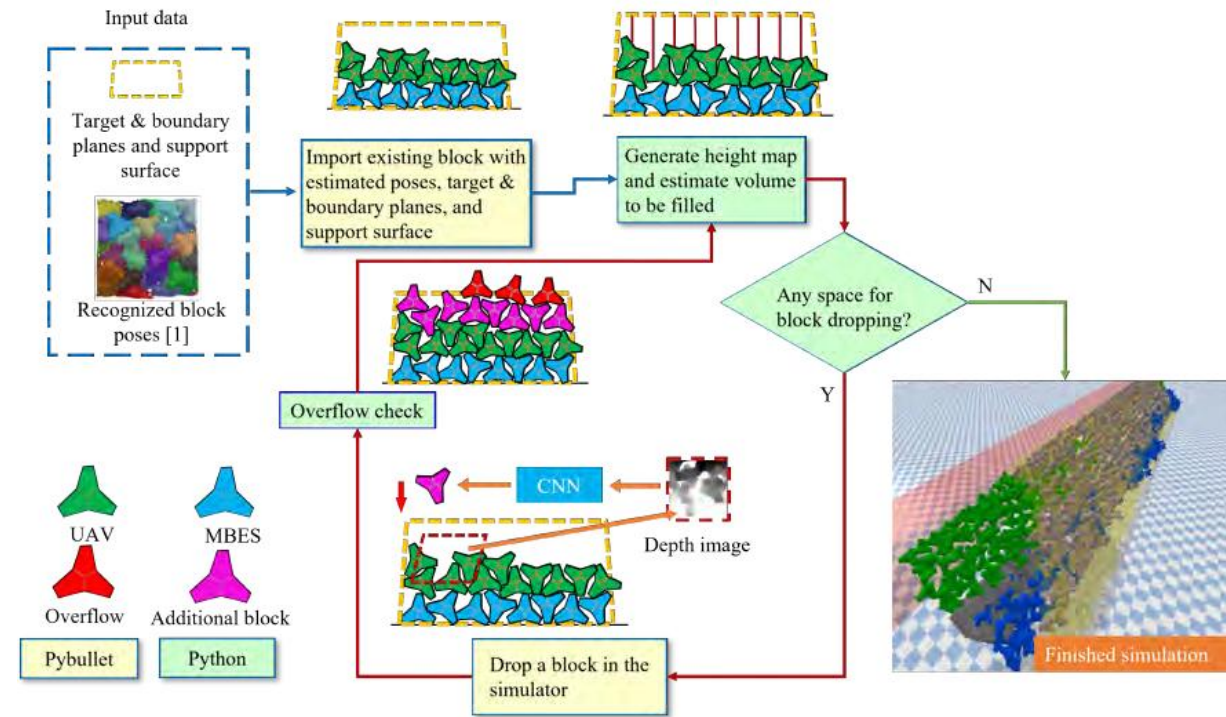 Input data
Target & boundary
planes and support
surface
Recognized block
poses [1]
Import existing block with
estimated poses, target &
boundary planes, and
support surface
Generate height map
and estimate volume
to be filled
Any space for
block dropping?
N
Y
Overflow check
CNN
Depth image
Drop a block in the
simulator
Finished simulation
UAV
MBES
Overflow
Additional block
Pybullet
Python